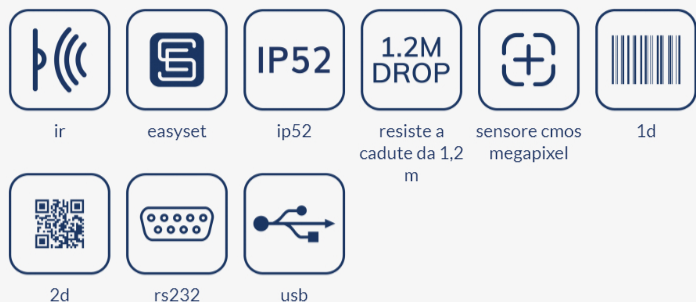 IP52
1.2M
DROP
ir
easyset
ip52
resiste a
cadute da 1,2
m
sensore cmos
megapixel
1d
2d
rs232
usb